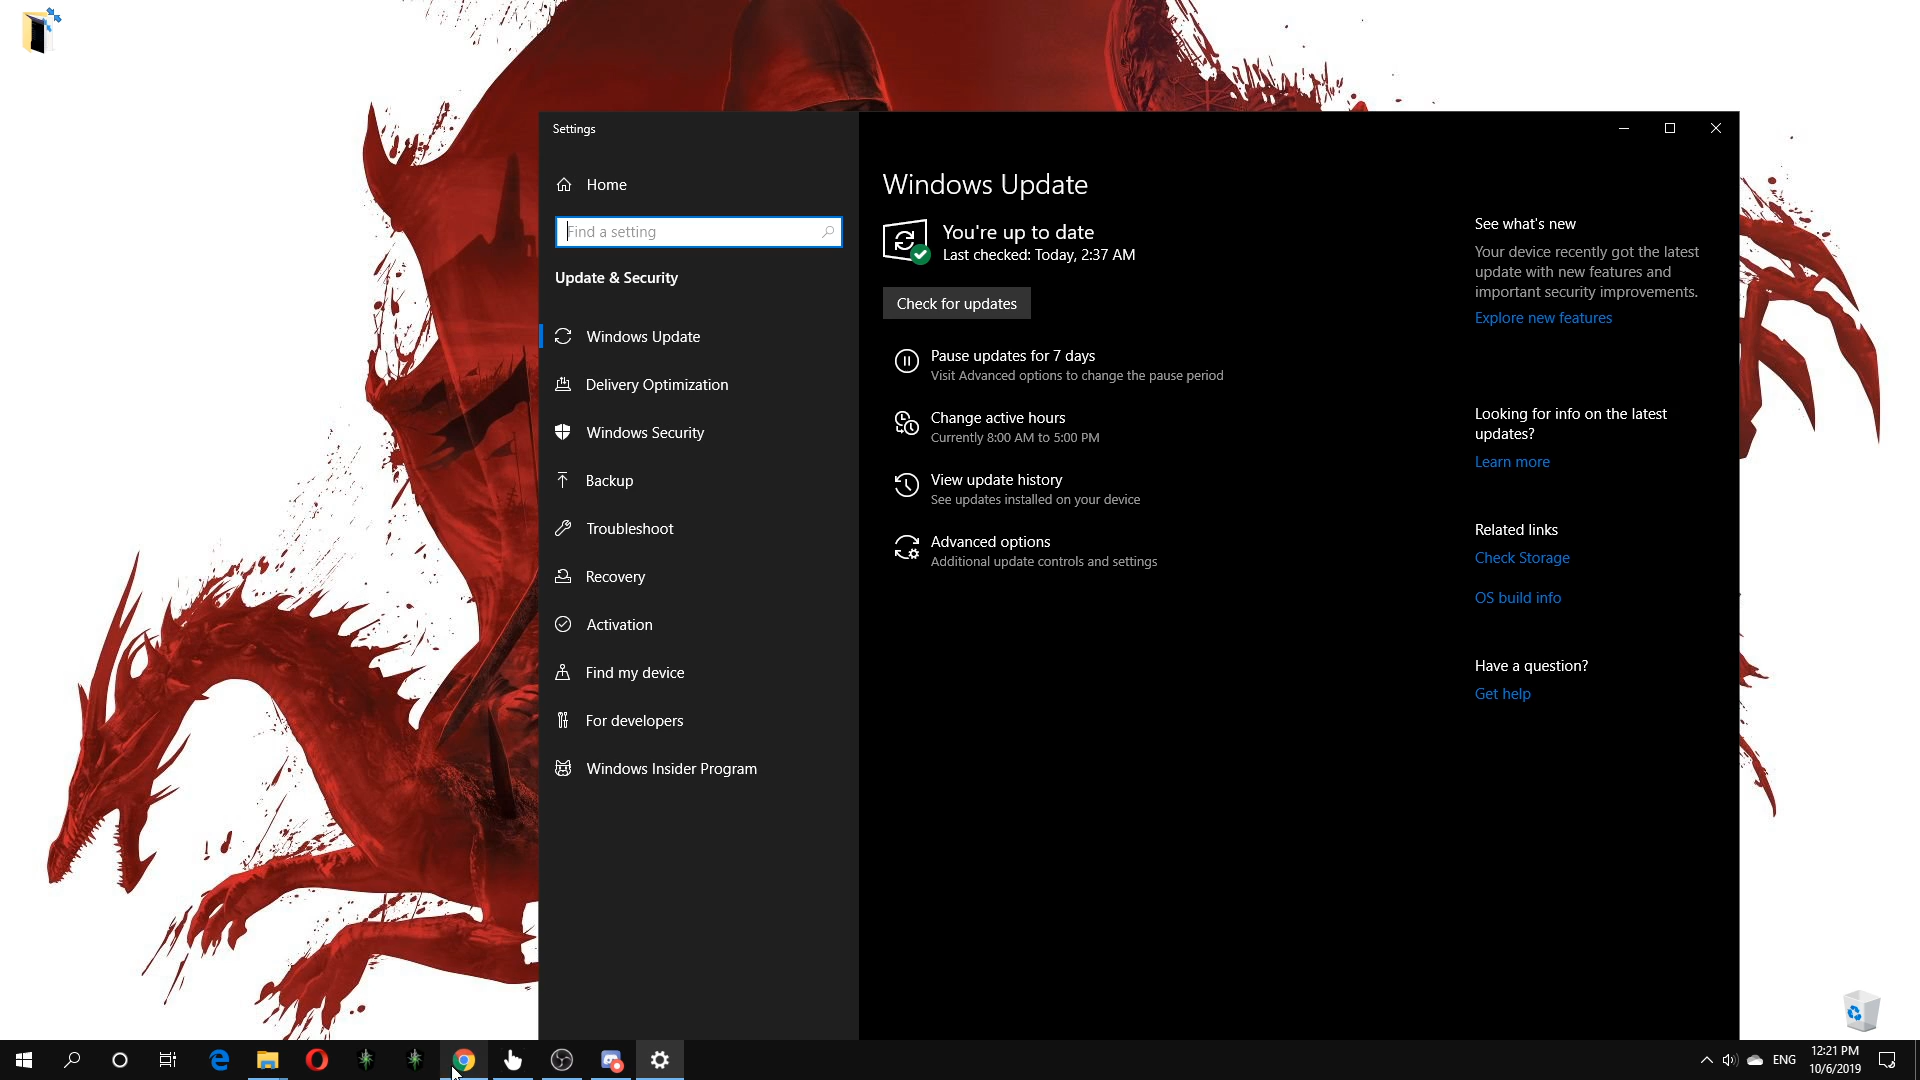 Settings
Home
Find a setting
Update & Security
Windows Update
Delivery Optimization
Windows Security
Backup
Troubleshoot
Recovery
Activation
Find my device
For developers
Windows Insider Program
Windows Update
You're up to date
Last checked: Today, 2:37 AM
Check for updates
Pause updates for 7 days
Visit Advanced options to change the pause period
Change active hours
Currently 8:00 AM to 5:00 PM
View update history
See updates installed on your device
Advanced options
Additional update controls and settings
See what's new
Your device recently got the latest
update with new features and
important security improvements.
Explore new features
Looking for info on the latest
updates?
Learn more
Related links
Check Storage
OS build info
Have a question?
Get help
ENG
12:21 PM
10/6/2019